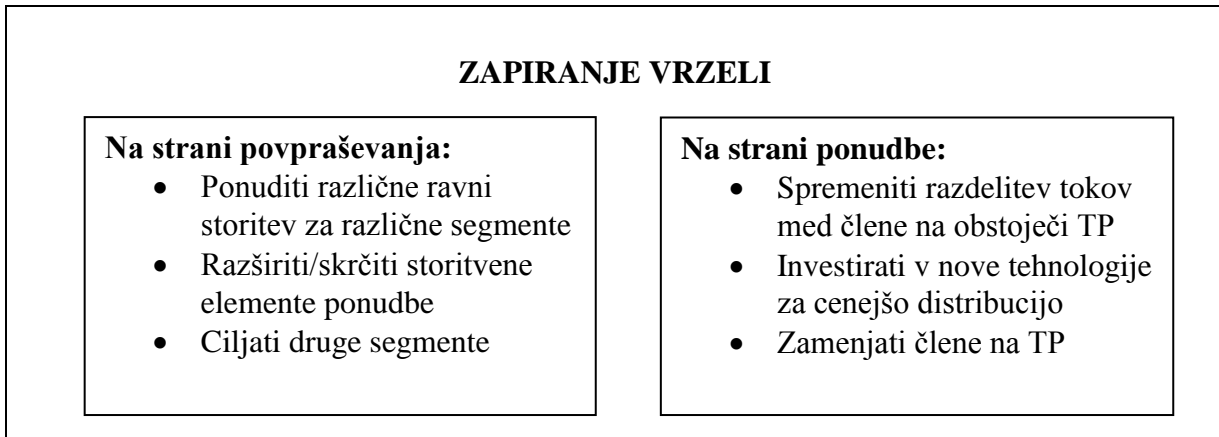 ZAPIRANJE VRZELI
Na strani povpraševanja:
• Ponuditi različne ravni
storitev za različne segmente
• Razširiti/skrčiti storitvene
elemente ponudbe
• Ciljati druge segmente
Na strani ponudbe:
• Spremeniti razdelitev tokov
med člene na obstoječi TP
• Investirati v nove tehnologije
za cenejšo distribucijo
• Zamenjati člene na TP